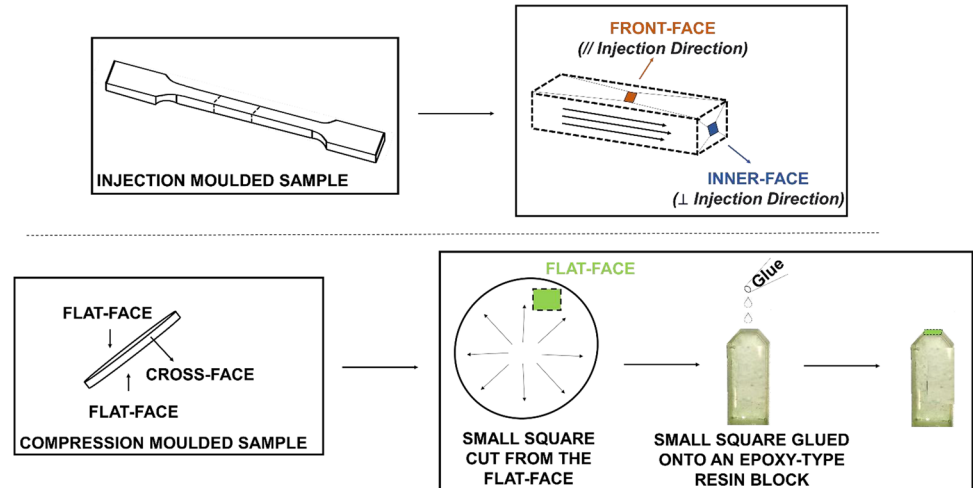 FRONT-FACE
(// Injection Direction)
INJECTION MOULDED SAMPLE
INNER-FACE
(⊥ Injection Direction)
FLAT-FACE
CROSS-FACE
FLAT-FACE
COMPRESSION MOULDED SAMPLE
FLAT-FACE
Glue
SMALL SQUARE
CUT FROM THE
FLAT-FACE
SMALL SQUARE GLUED
ONTO AN EPOXY-TYPE
RESIN BLOCK